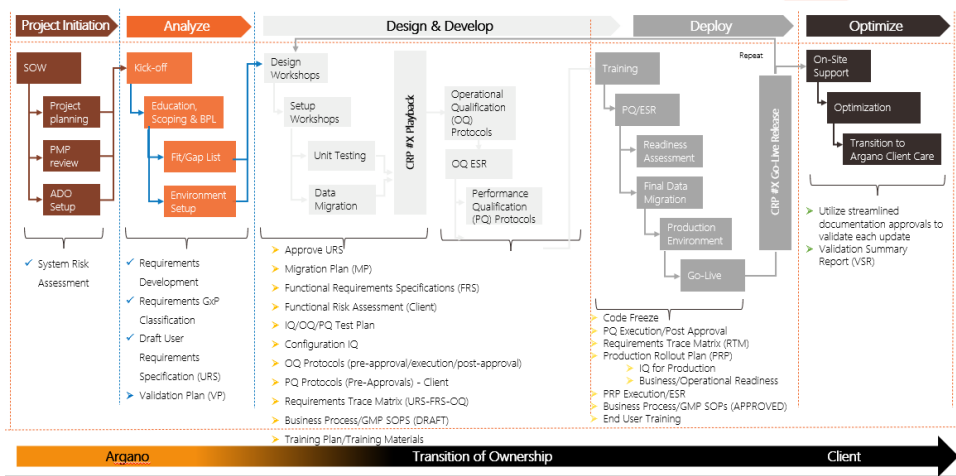 Project Initiation
Analyze
Design & Develop
Deploy
Optimize
SOW
Project
planning
PMP
review
ADO
Setup
Kick-off
Education,
Scoping & BPL
Fit/Gap List
Environment
Setup
Design
Workshops
Setup
Workshops
Unit Testing
Data
Migration
CRP #X Playback
Operational
Qualification
(OQ)
Protocols
OQ ESR
Performance
Qualification
(PQ) Protocols
Training
PQ/ESR
Readiness
Assessment
Final Data
Migration
Production
Environment
Go-Live
CRP #X Go-Live Release
Repeat
On-Site
Support
Optimization
Transition to
Argano Client Care
System Risk
Assessment
Requirements
Development
Requirements GxP
Classification
Draft User
Requirements
Specification (URS)
Validation Plan (VP)
Approve URS
Migration Plan (MP)
Functional Requirements Specifications (FRS)
Functional Risk Assessment (Client)
IQ/OQ/PQ Test Plan
Configuration IQ
OQ Protocols (pre-approval/execution/post-approval)
PQ Protocols (Pre-Approvals) - Client
Requirements Trace Matrix (URS-FRS-OQ)
Business Process/GMP SOPS (DRAFT)
Training Plan/Training Materials
Code Freeze
PQ Execution/Post Approval
Requirements Trace Matrix (RTM)
Production Rollout Plan (PRP)
IQ for Production
Business/Operational Readiness
PRP Execution/ESR
Business Process/GMP SOPs (APPROVED)
End User Training
Utilize streamlined
documentation approvals to
validate each update
Validation Summary
Report (VSR)
Argano
Transition of Ownership
Client